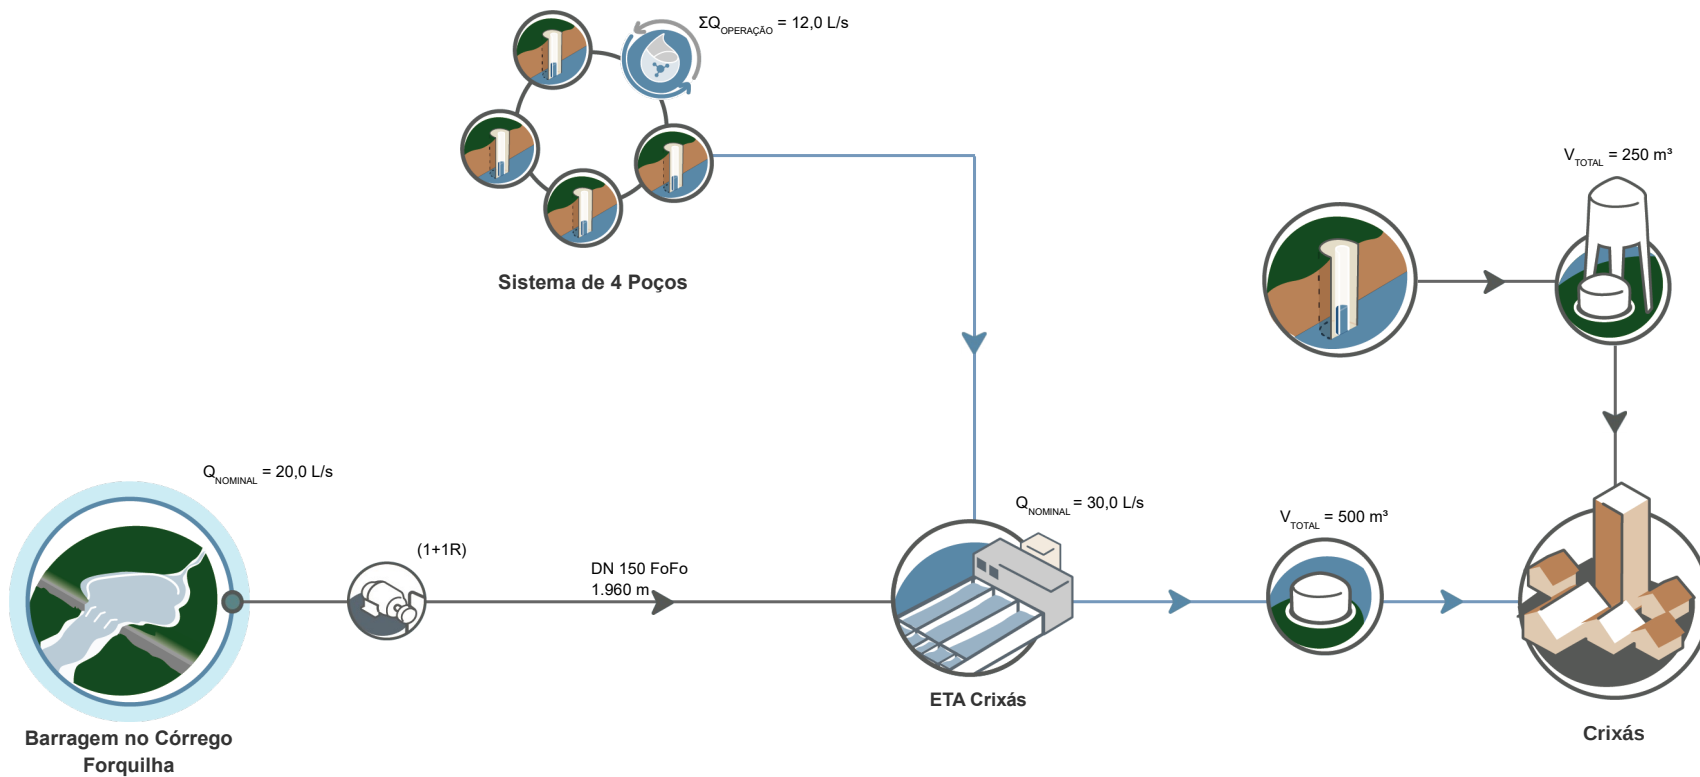 ΣQOPERAÇÃO = 12,0 L/s
Sistema de 4 Poços
VTOTAL = 250 m³
QNOMINAL = 20,0 L/s
(1+1R)
DN 150 FoFo
1.960 m
QNOMINAL = 30,0 L/s
VTOTAL = 500 m³
ETA Crixás
Barragem no Córrego
Forquilha
Crixás